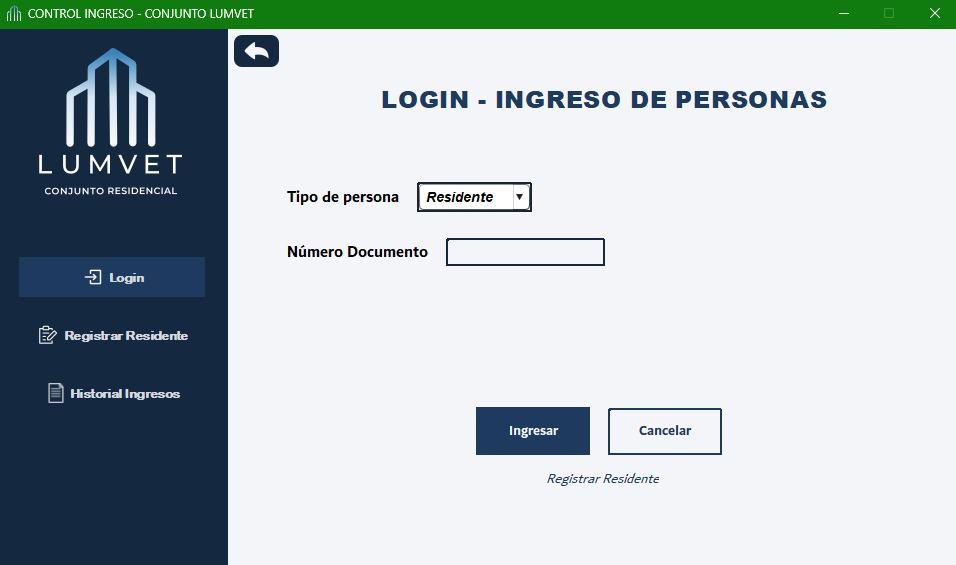 CONTROL INGRESO - CONJUNTO LUMVET
LUMVET
CONJUNTO RESIDENCIAL
Login
Registrar Residente
Historial Ingresos
LOGIN - INGRESO DE PERSONAS
Tipo de persona Residente
Número Documento
Ingresar Cancelar
Registrar Residente